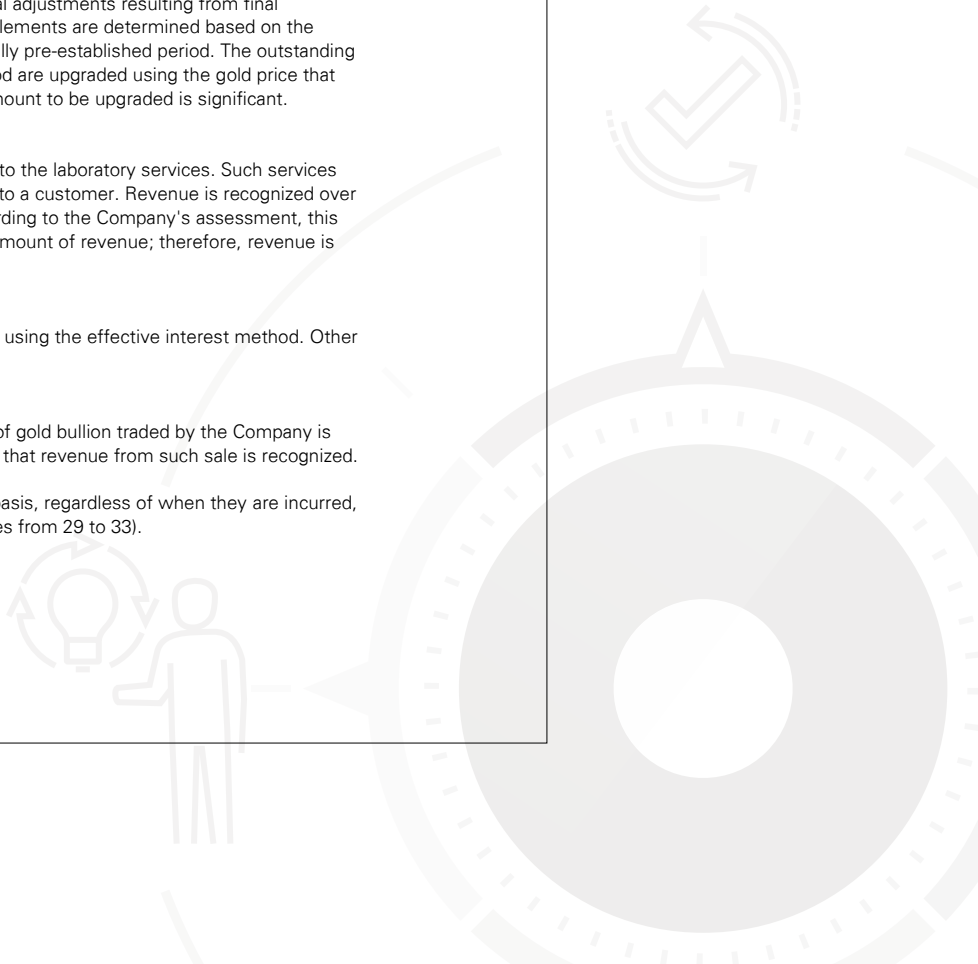 al adjustments resulting from final
lements are determined based on the
lly pre-established period. The outstanding
od are upgraded using the gold price that
nount to be upgraded is significant.
to the laboratory services. Such services
to a customer. Revenue is recognized over
rding to the Company's assessment, this
mount of revenue; therefore, revenue is
using the effective interest method. Other
of gold bullion traded by the Company is
that revenue from such sale is recognized.
asis, regardless of when they are incurred,
es from 29 to 33).